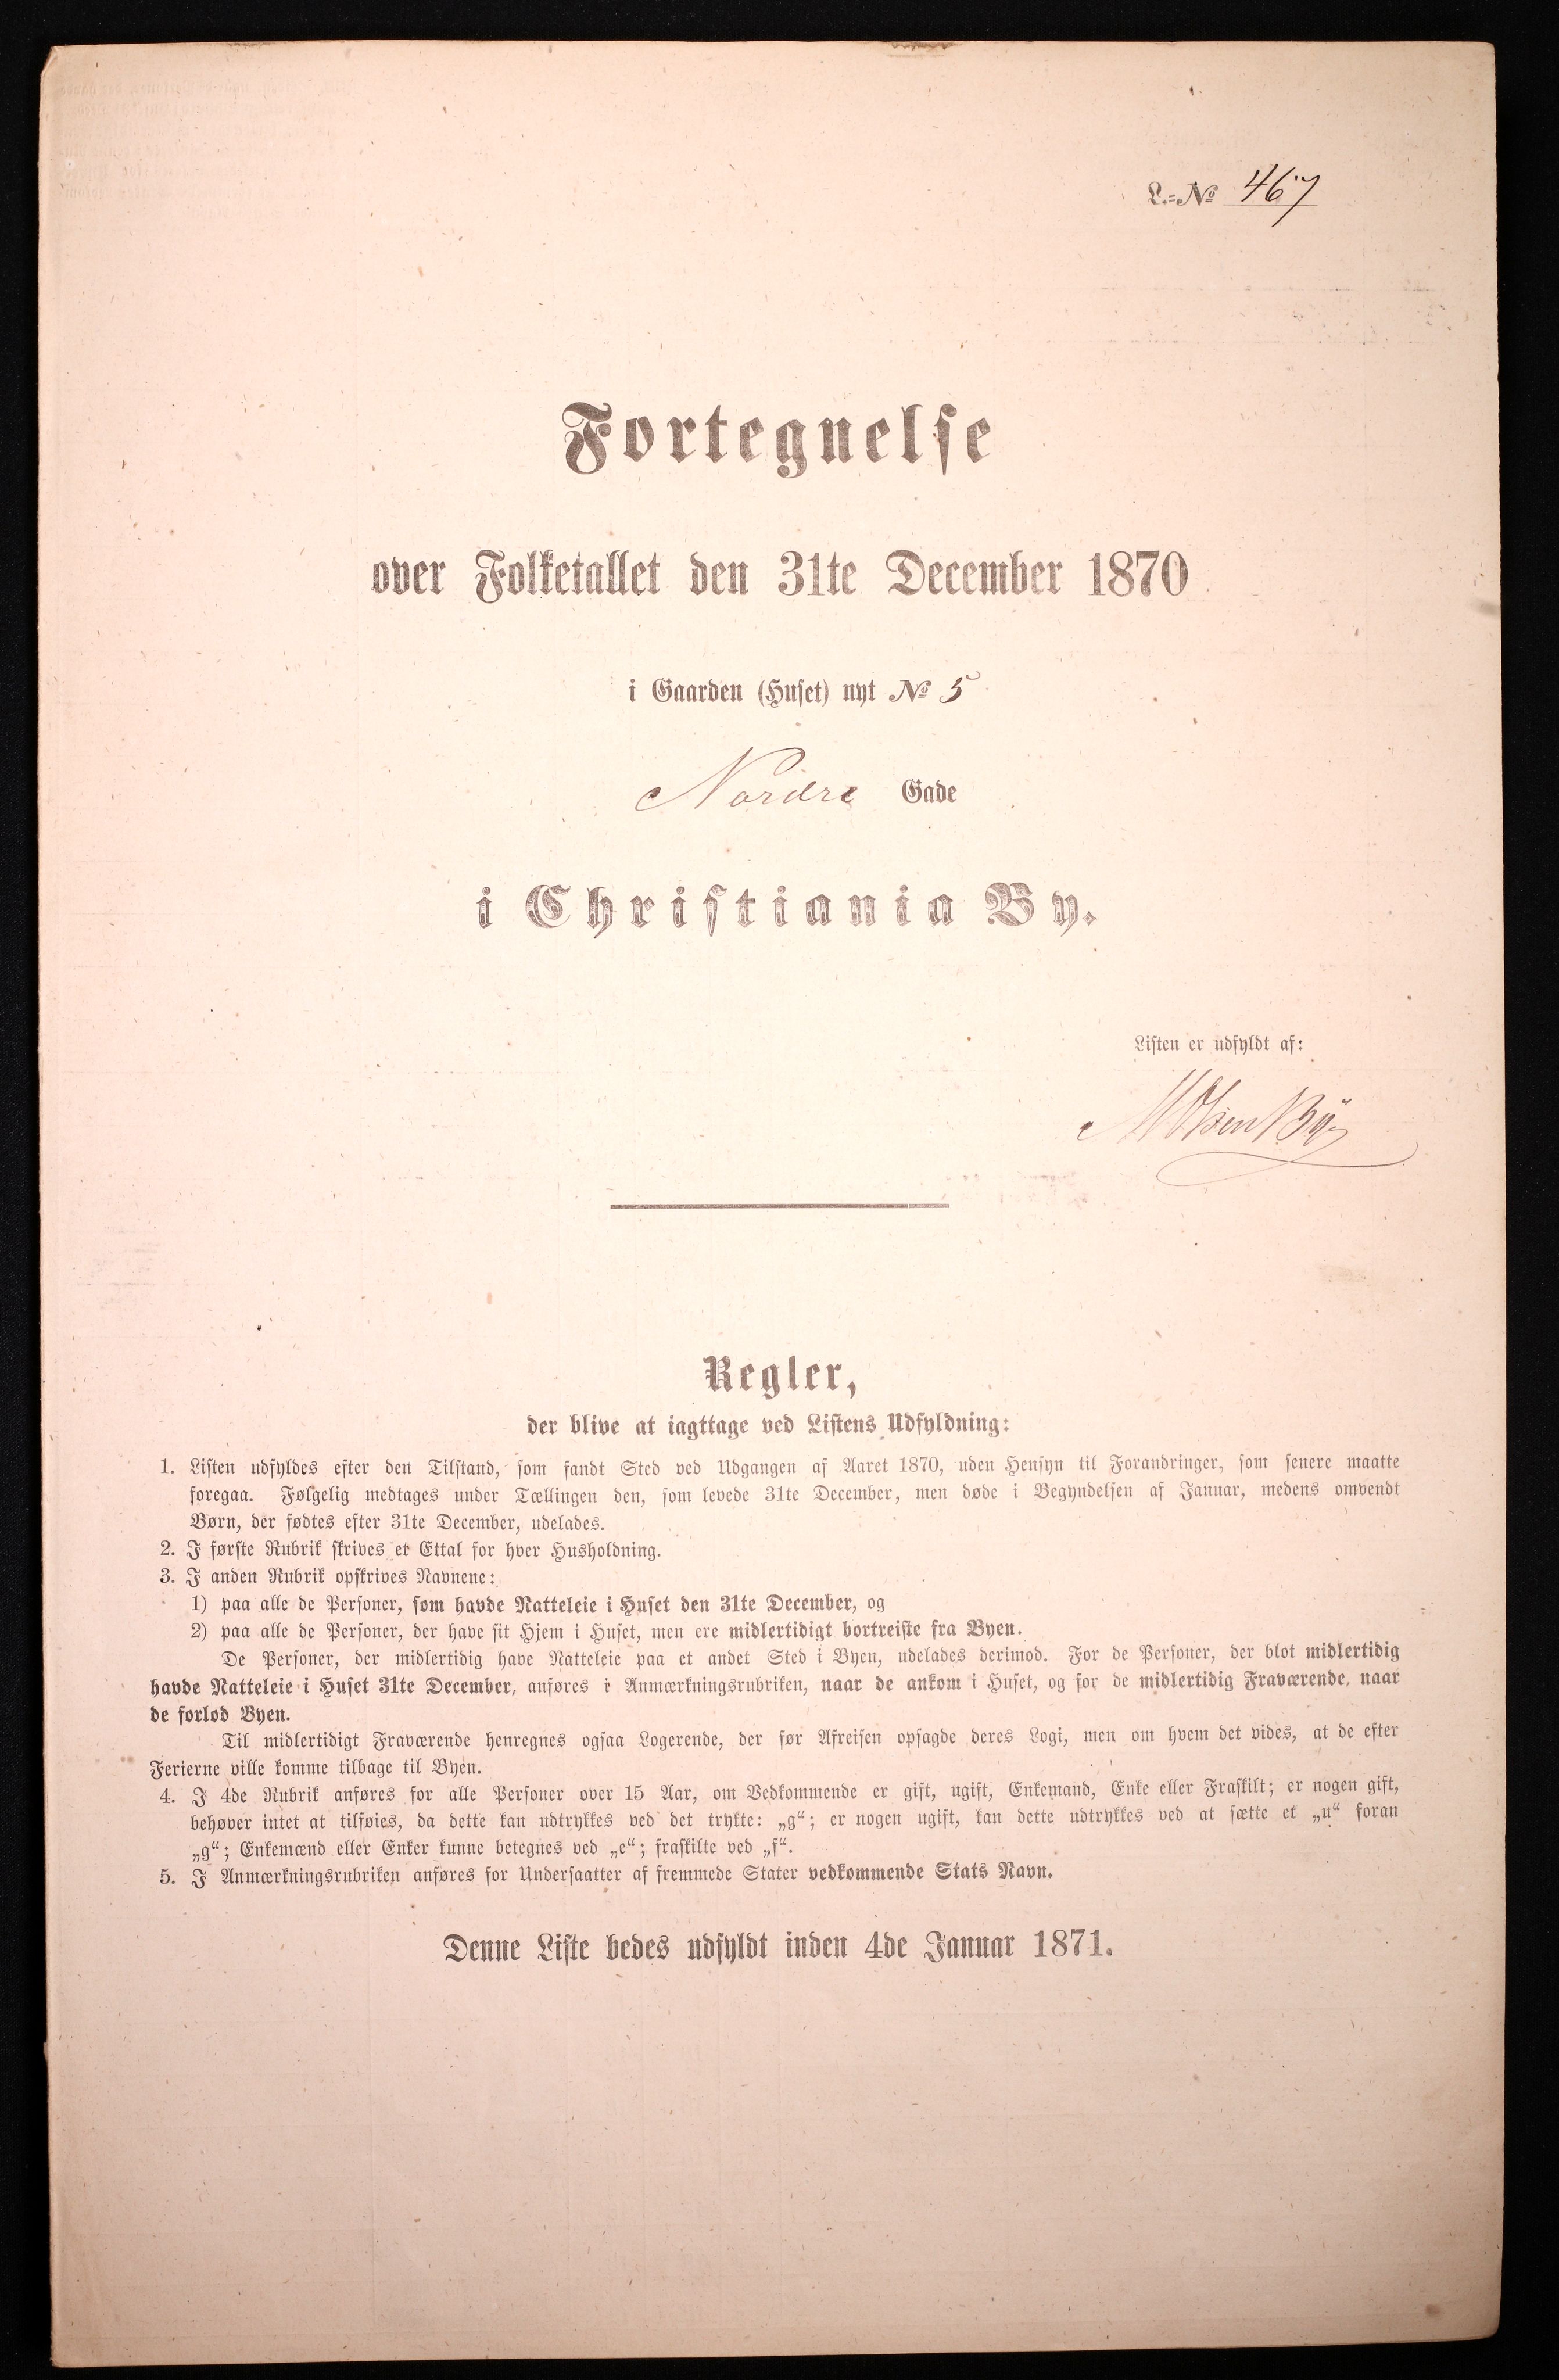 L.=№ 467
Fortegnelse
over Folketallet den 31te December 1870
i Gaarden (Huset) nyt № 5
Nordre Gade
i Christiania By.
Listen er udfyldt af:
M Olsen By
Regler,
der blive at iagttage ved Listens Udfyldning:
1. Listen udfyldes efter den Tilstand, som fandt Sted ved Udgangen af Aaret 1870, uden Hensyn til Forandringer, som senere maatte
foregaa. Følgelig medtages under Tællingen den, som levede 31te December, men døde i Begyndelsen af Januar, medens omvendt
Børn, der fødtes efter 31te December, udelades.
2. I første Rubrik skrives et Ettal for hver Husholdning.
3. I anden Rubrik opskrives Navnene:
1) paa alle de Personer, som havde Natteleie i Huset den 31te December, og
2) paa alle de Personer, der have sit Hjem i Huset, men ere midlertidigt bortreiste fra Byen.
De Personer, der midlertidig have Natteleie paa et andet Sted i Byen, udelades derimod. For de Personer, der blot midlertidig
havde Natteleie i Huset 31te December, anføres i Anmærkningsrubriken, naar de ankom i Huset, og for de midlertidig Fraværende, naar
de forlod Byen.
Til midlertidigt Fraværende henregnes ogsaa Logerende, der før Afreisen opsagde deres Logi, men om hvem det vides, at de efter
Ferierne ville komme tilbage til Byen.
4. I 4de Rubrik anføres for alle Personer over 15 Aar, om Vedkommende er gift, ugift, Enkemand, Enke eller Fraskilt; er nogen gift,
behøver intet at tilføies, da dette kan udtrykkes ved det trykte: „g“; er nogen ugift, kan dette udtrykkes ved at sætte et „u“ foran
„g“; Enkemænd eller Enker kunne betegnes ved „e“; fraskilte ved „f“.
5. I Anmærkningsrubriken anføres for Undersaatter af fremmede Stater vedkommende Stats Navn.
Denne Liste bedes udfyldt inden 4de Januar 1871.